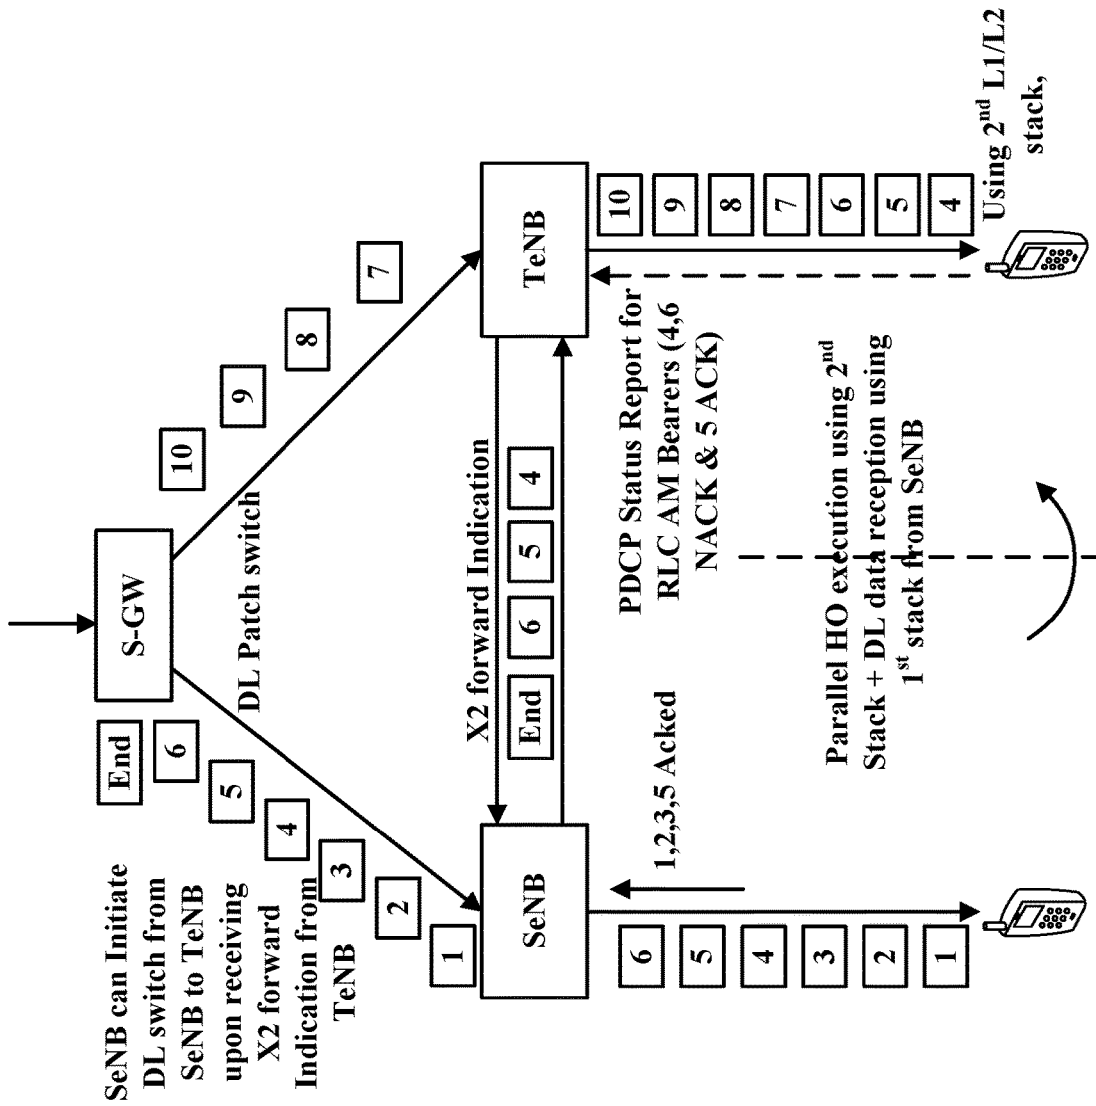 SeNB can Initiate
DL switch from
SeNB to TeNB
upon receiving
X2 forward
Indication from
TeNB
End
6
5
4
3
2
1
S-GW
DL Patch switch
10
9
8
7
SeNB
X2 forward Indication
End
6
5
4
TeNB
6
5
4
3
2
1
1,2,3,5 Acked
PDCP Status Report for
RLC AM Bearers (4,6
NACK & 5 ACK)
10
9
8
7
6
5
4
Parallel HO execution using 2nd
Stack + DL data reception using
1st stack from SeNB
Using 2nd L1/L2
stack,